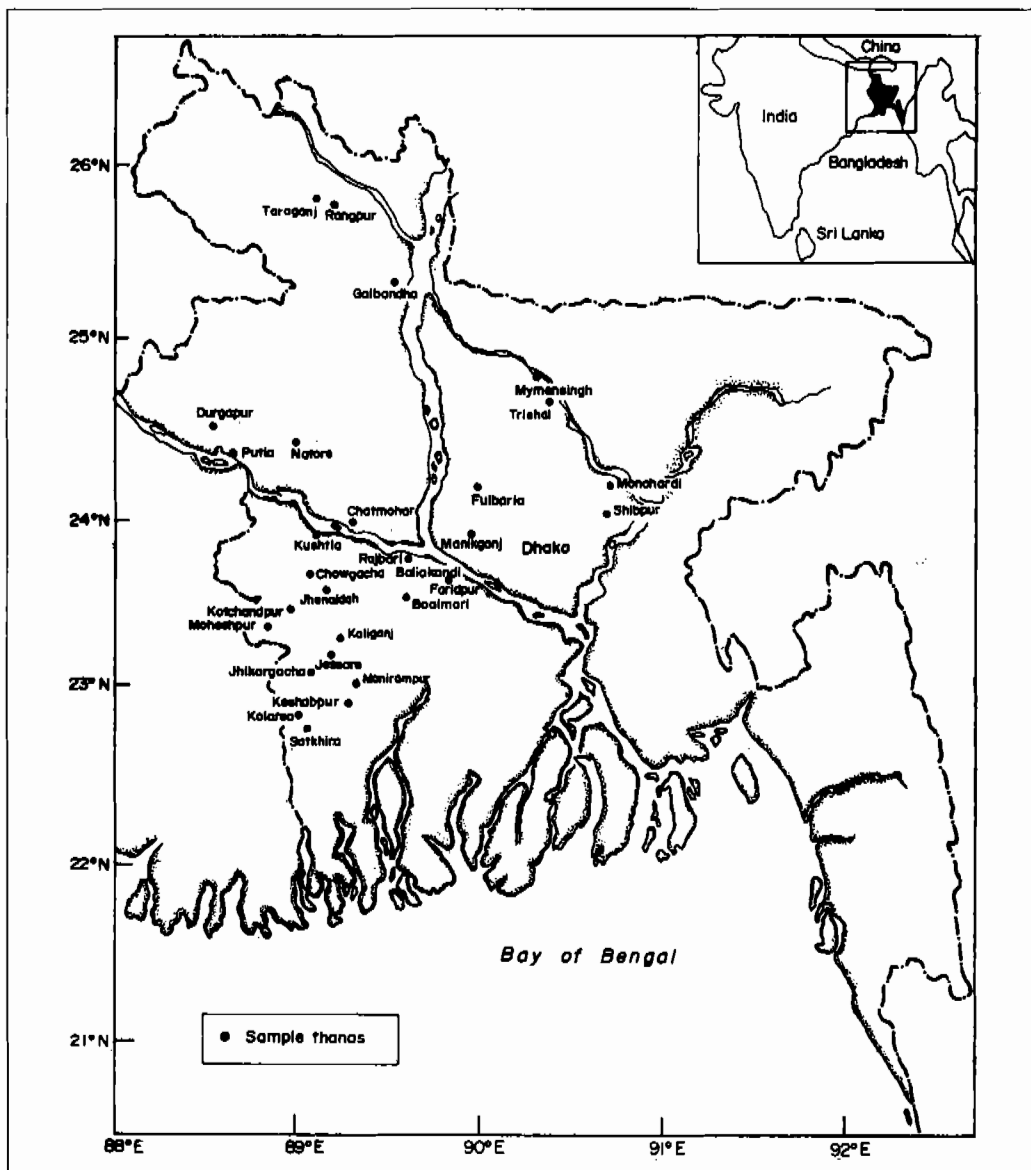 China
India
Bangladesh
Sri Lanka
26°N
Taraganj
Rangpur
Gaibandha
25°N
Mymensingh
Trishal
Durgapur
Putia
Natore
Monohardi
Fulbaria
Shibpur
24°N
Chatmohar
Kushtia
Manikganj
Dhaka
Rajbari
Baliakandi
Chowgacha
Faridpur
Jhenaidah
Boalmari
Kotchandpur
Moheshpur
Kaliganj
Jessore
Jhikargacha
23°N
Monirampur
Keshabpur
Kolaroa
Satkhira
22°N
Bay of Bengal
21°N
Sample thanas
88°E
89°E
90°E
91°E
92°E